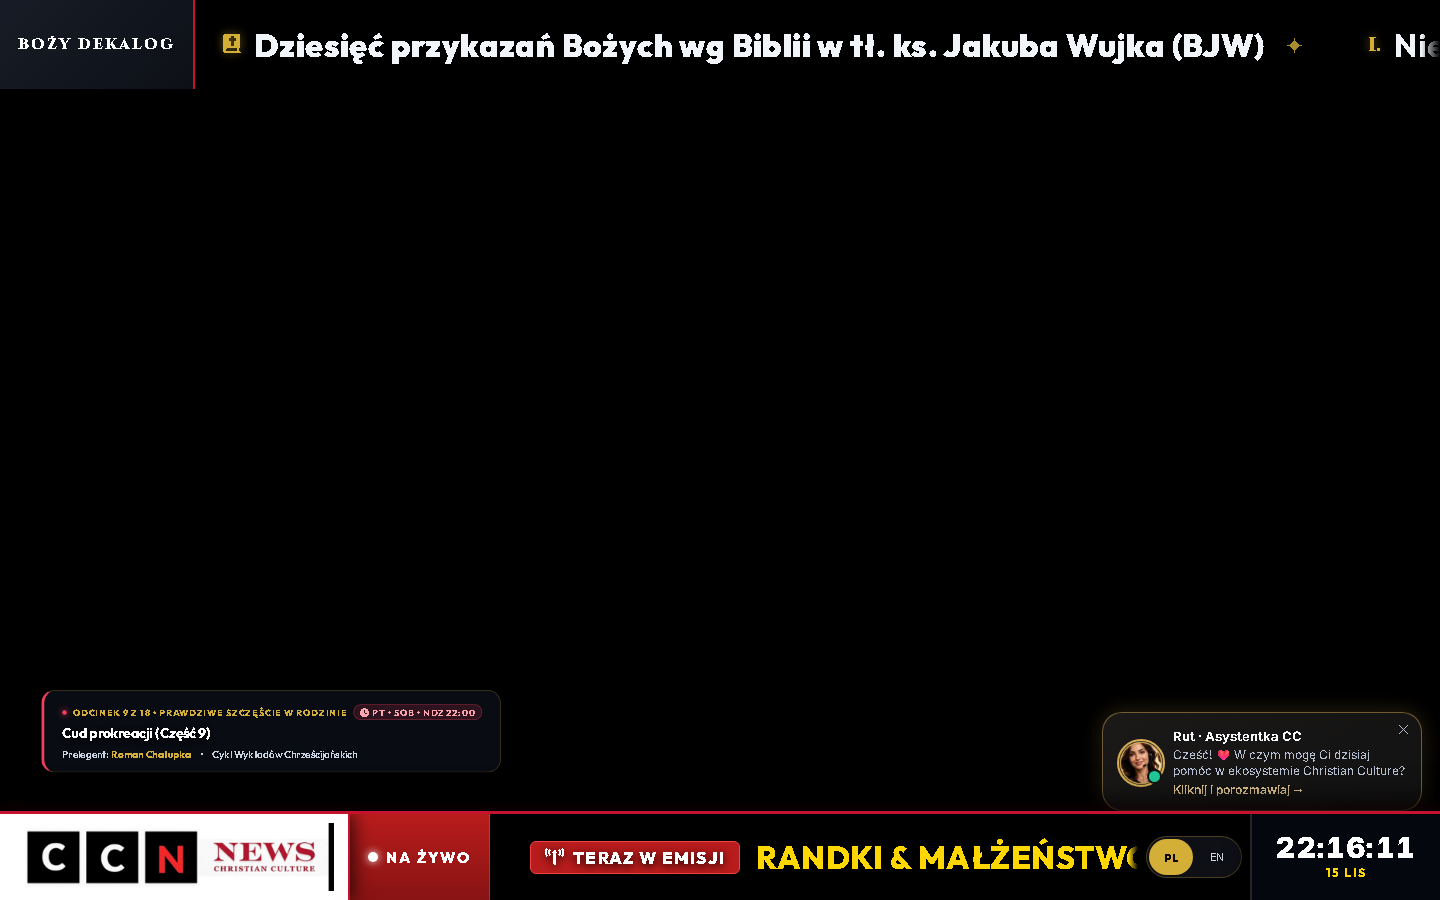 BOŻY DEKALOG
Dziesięć przykazań Bożych wg Biblii w tł. ks. Jakuba Wujka (BJW) ✦ I.
ODCINEK 9 Z 18 • PRAWDZIWE SZCZĘŚCIE W RODZINIE PT • SOB • NDZ 22:00
Cud prokreacji (Część 9)
Prelegent: Roman Chalupka • Cykl Wykładów Chrześcijańskich
Rut · Asystentka CC
Cześć! ❤️ W czym mogę Ci dzisiaj
pomóc w ekosystemie Christian Culture?
Kliknij i porozmawiaj →
CCN NEWS
CHRISTIAN CULTURE
NA ŻYWO
TERAZ W EMISJI
RANDKI & MAŁŻEŃSTW
PL EN
22:16:11
15 LIS